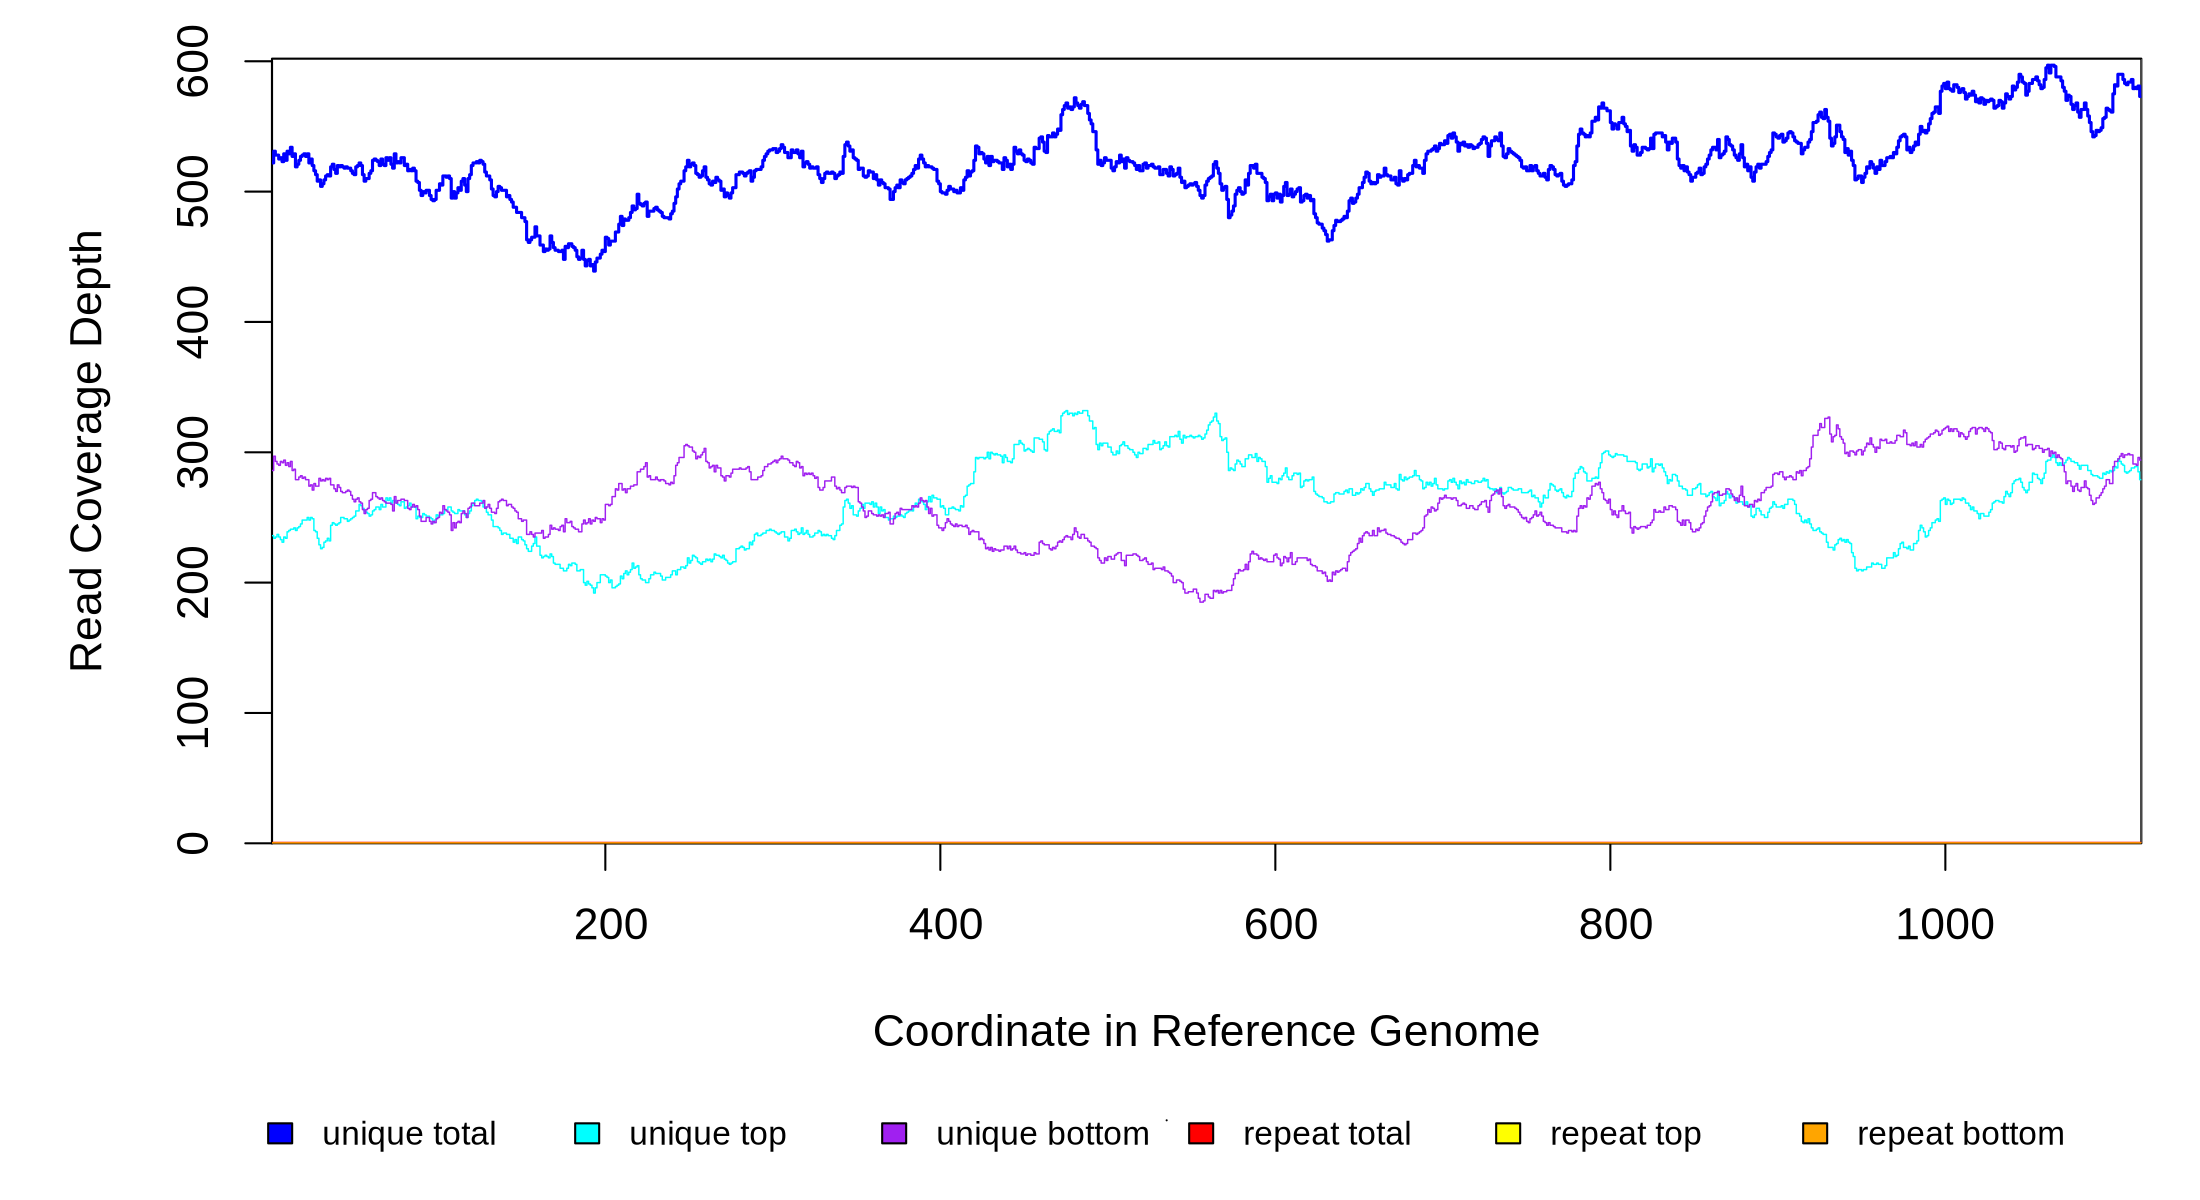 600
500
400
300
200
100
0
Read Coverage Depth
200 400 600 800 1000
Coordinate in Reference Genome
unique total unique top unique bottom repeat total repeat top repeat bottom